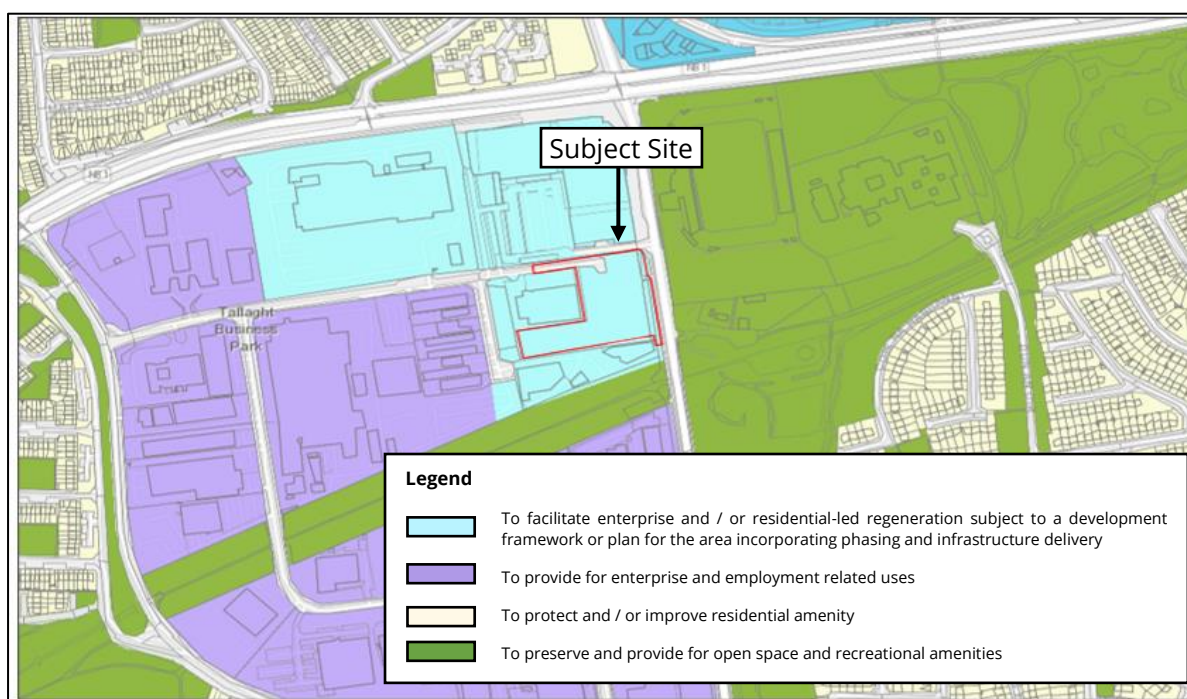 N81
Subject Site
N81
Tallaght
Business
Park
Legend
To facilitate enterprise and / or residential-led regeneration subject to a development
framework or plan for the area incorporating phasing and infrastructure delivery
To provide for enterprise and employment related uses
To protect and / or improve residential amenity
To preserve and provide for open space and recreational amenities